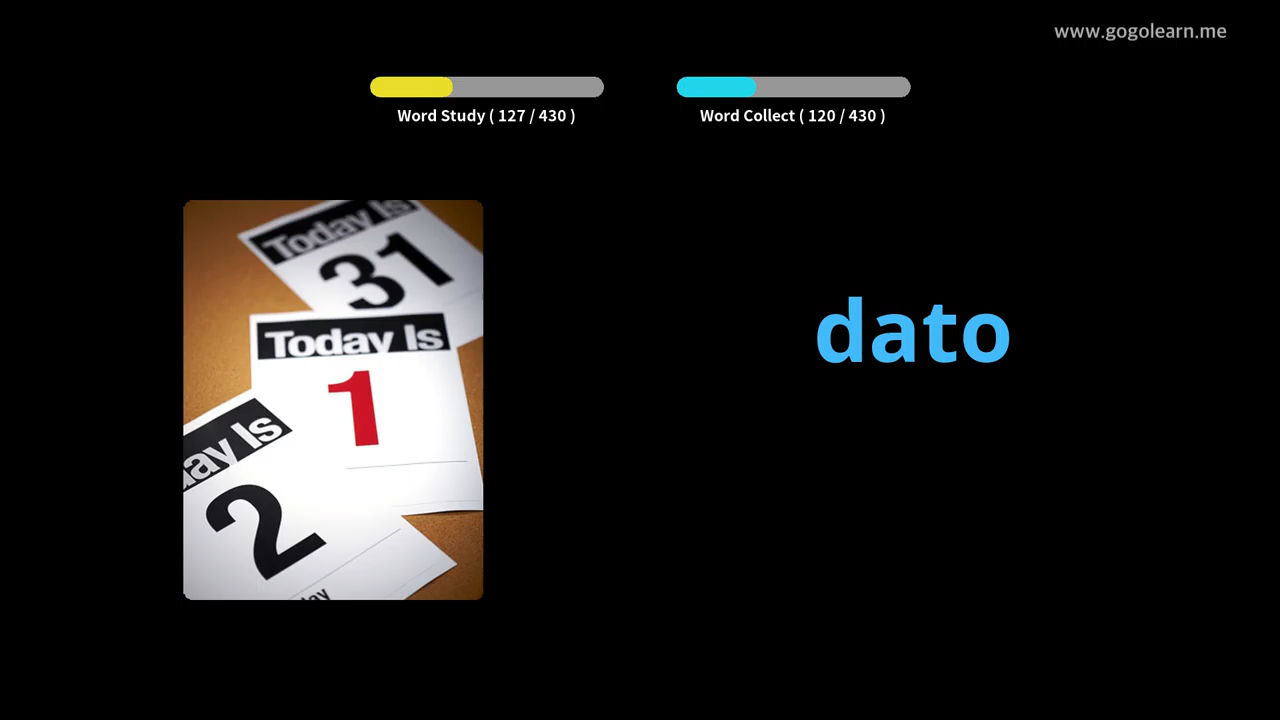 www.gogolearn.me
Word Study ( 127 / 430 )
Word Collect ( 120 / 430 )
Today Is
31
Today Is
1
ay Is
2
ay
dato